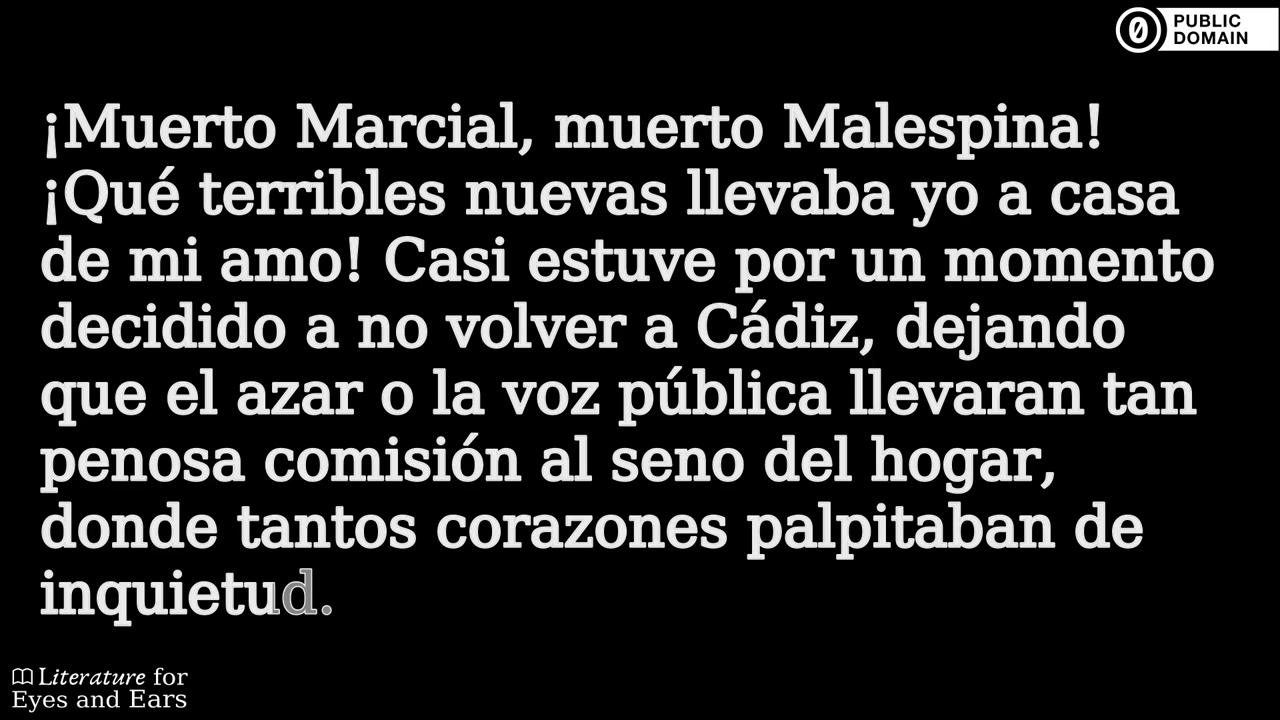 PUBLIC
DOMAIN
¡Muerto Marcial, muerto Malespina!
¡Qué terribles nuevas llevaba yo a casa
de mi amo! Casi estuve por un momento
decidido a no volver a Cádiz, dejando
que el azar o la voz pública llevaran tan
penosa comisión al seno del hogar,
donde tantos corazones palpitaban de
inquietud.
Literature for
Eyes and Ears